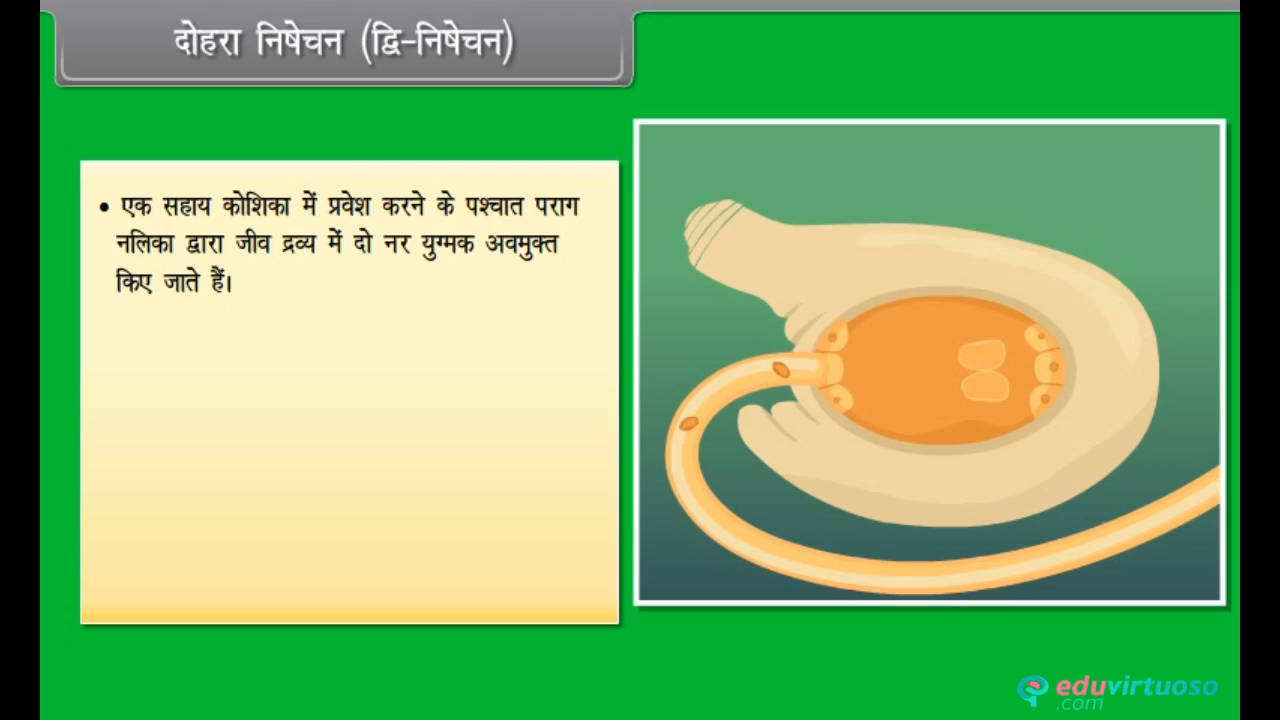 दोहरा निषेचन (द्वि-निषेचन)
• एक सहाय कोशिका में प्रवेश करने के पश्चात पराग
नलिका द्वारा जीव द्रव्य में दो नर युग्मक अवमुक्त
किए जाते हैं।
eduvirtuoso
.com